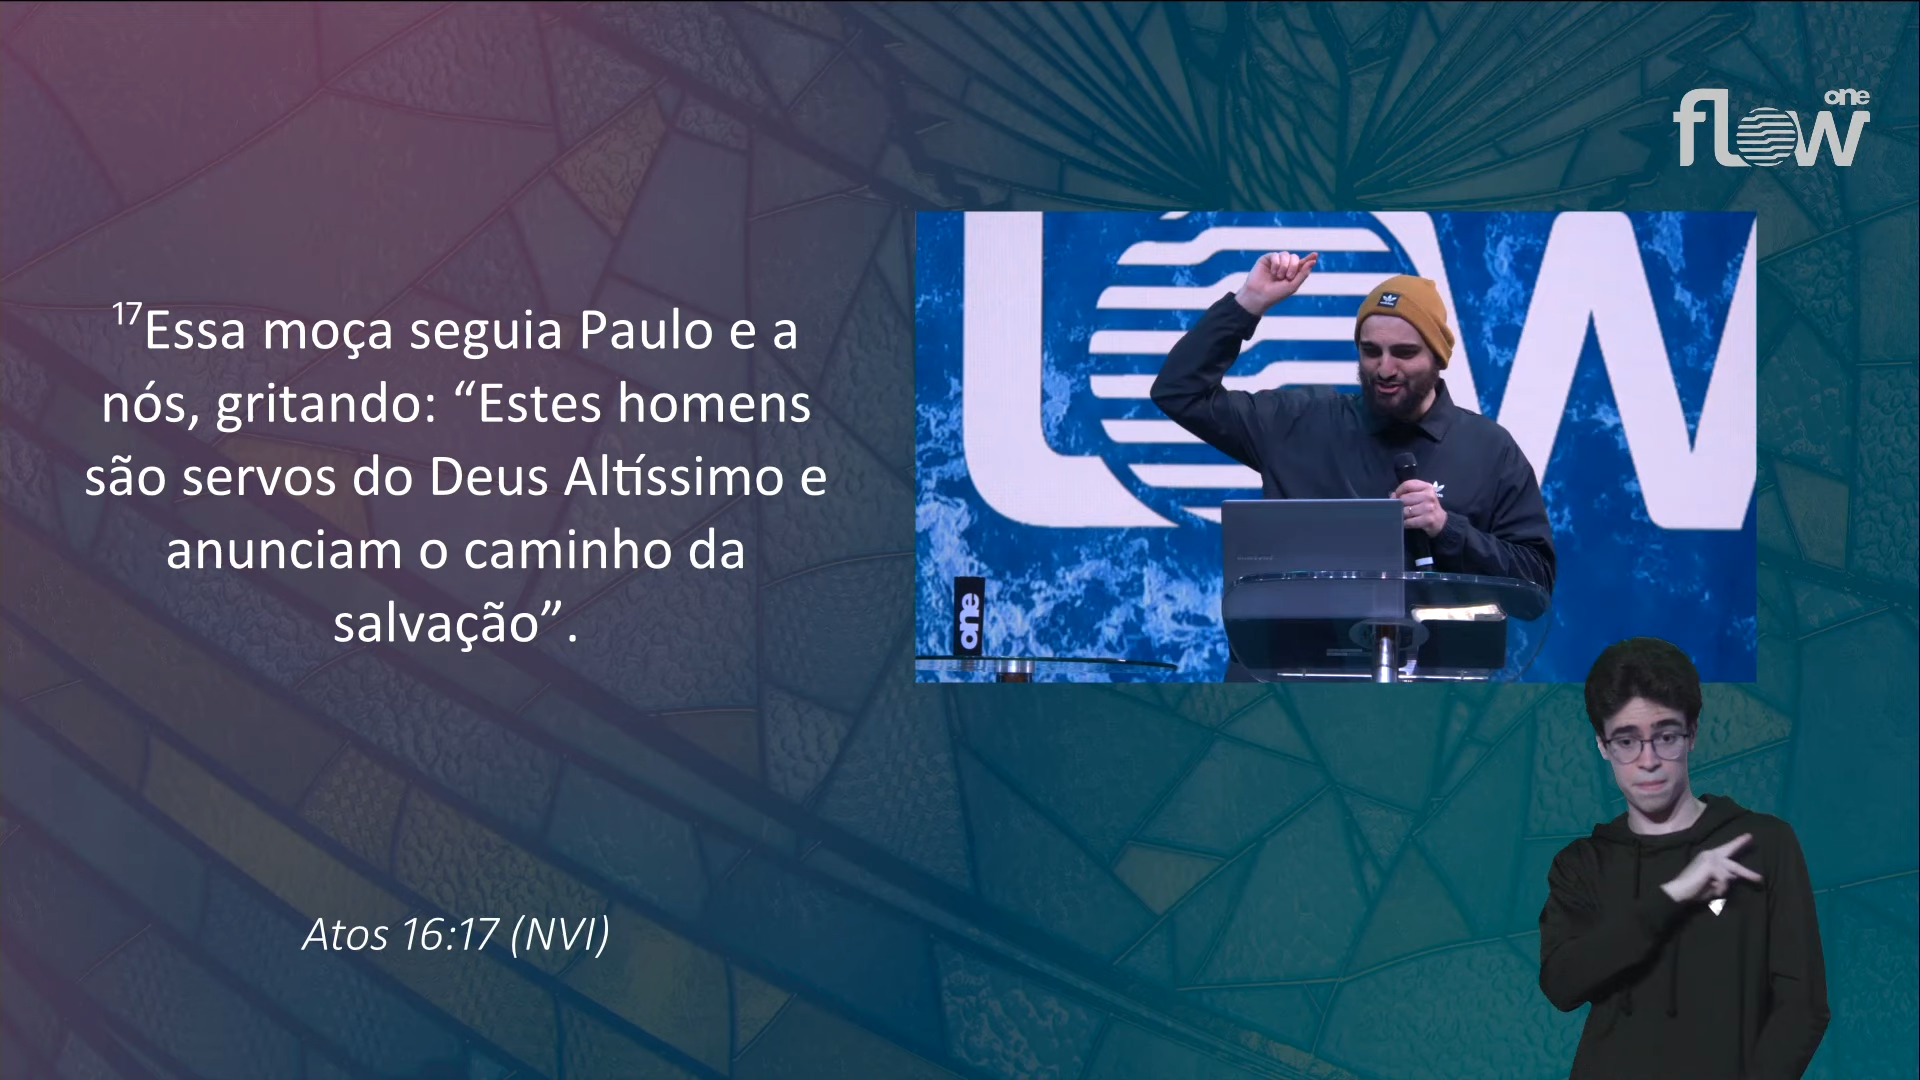 one
flow
¹⁷Essa moça seguia Paulo e a
nós, gritando: “Estes homens
são servos do Deus Altíssimo e
anunciam o caminho da
salvação”.
LOW
one
Atos 16:17 (NVI)